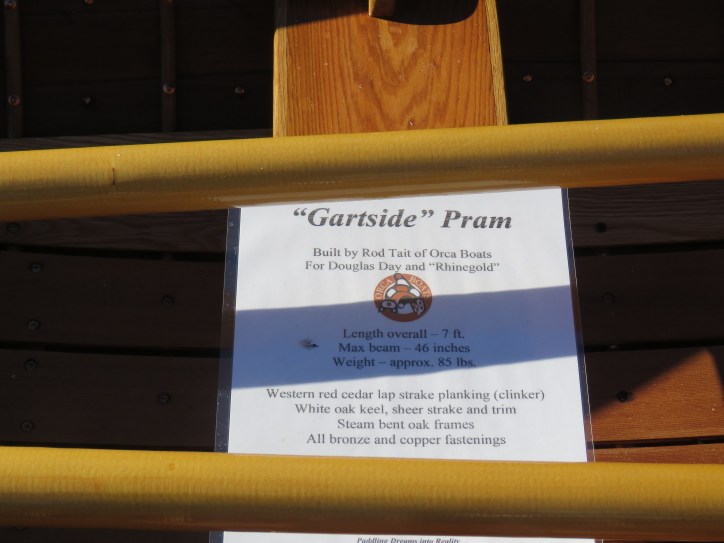 “Gartside” Pram
Built by Rod Tait of Orca Boats
For Douglas Day and “Rhinegold”
ORCA BOATS
Length overall – 7 ft.
Max beam – 46 inches
Weight – approx. 85 lbs.
Western red cedar lap strake planking (clinker)
White oak keel, sheer strake and trim
Steam bent oak frames
All bronze and copper fastenings
Paddling Dreams into Reality